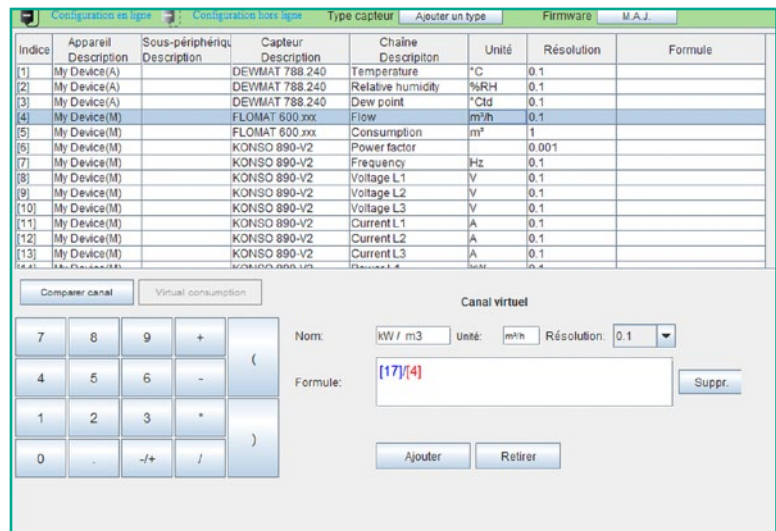 Configuration en ligne Configuration hors ligne Type capteur Ajouter un type Firmware M.A.J.
Indice Appareil Description Sous-périphériqu Description Capteur Description Chaîne Descripiton Unité Résolution Formule
[1] My Device(A) DEWMAT 788.240 Temperature °C 0.1
[2] My Device(A) DEWMAT 788.240 Relative humidity %RH 0.1
[3] My Device(A) DEWMAT 788.240 Dew point °Ctd 0.1
[4] My Device(M) FLOMAT 600.xxx Flow m³/h 0.1
[5] My Device(M) FLOMAT 600.xxx Consumption m³ 1
[6] My Device(M) KONSO 890-V2 Power factor 0.001
[7] My Device(M) KONSO 890-V2 Frequency Hz 0.1
[8] My Device(M) KONSO 890-V2 Voltage L1 V 0.1
[9] My Device(M) KONSO 890-V2 Voltage L2 V 0.1
[10] My Device(M) KONSO 890-V2 Voltage L3 V 0.1
[11] My Device(M) KONSO 890-V2 Current L1 A 0.1
[12] My Device(M) KONSO 890-V2 Current L2 A 0.1
[13] My Device(M) KONSO 890-V2 Current L3 A 0.1
Comparer canal Virtual consumption
Canal virtuel
7 8 9 + (
Nom: kW / m3 Unité: m³/h Résolution: 0.1
4 5 6 -
Formule: [17]/[4] Suppr.
1 2 3 * )
0 . -/+ /
Ajouter Retirer